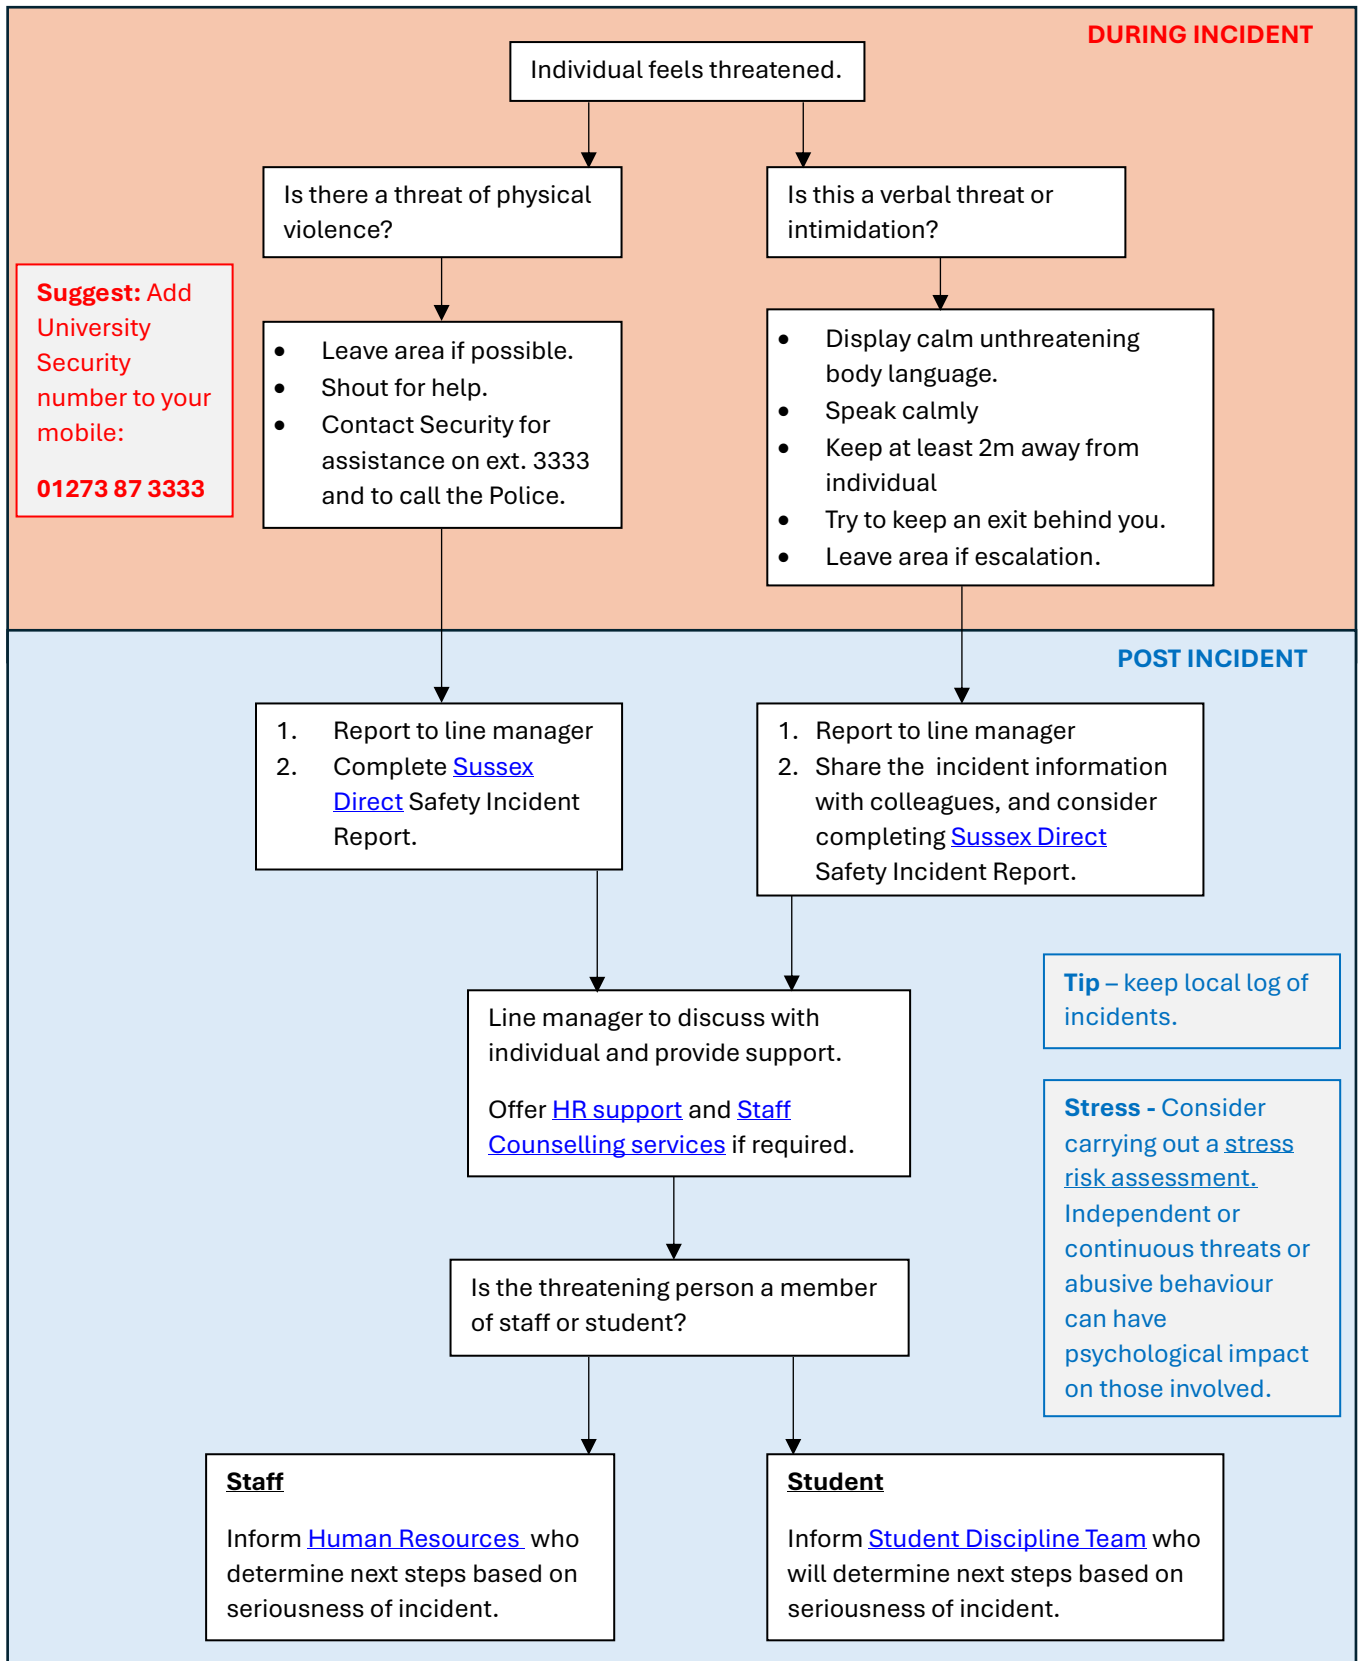 DURING INCIDENT
Individual feels threatened.
Is there a threat of physical
violence?
Is this a verbal threat or
intimidation?
Suggest: Add
University
Security
number to your
mobile:
01273 87 3333
• Leave area if possible.
• Shout for help.
• Contact Security for
assistance on ext. 3333
and to call the Police.
• Display calm unthreatening
body language.
• Speak calmly
• Keep at least 2m away from
individual
• Try to keep an exit behind you.
• Leave area if escalation.
POST INCIDENT
1. Report to line manager
2. Complete Sussex
Direct Safety Incident
Report.
1. Report to line manager
2. Share the incident information
with colleagues, and consider
completing Sussex Direct
Safety Incident Report.
Line manager to discuss with
individual and provide support.
Offer HR support and Staff
Counselling services if required.
Tip – keep local log of
incidents.
Stress - Consider
carrying out a stress
risk assessment.
Independent or
continuous threats or
abusive behaviour
can have
psychological impact
on those involved.
Is the threatening person a member
of staff or student?
Staff
Inform Human Resources who
determine next steps based on
seriousness of incident.
Student
Inform Student Discipline Team who
will determine next steps based on
seriousness of incident.